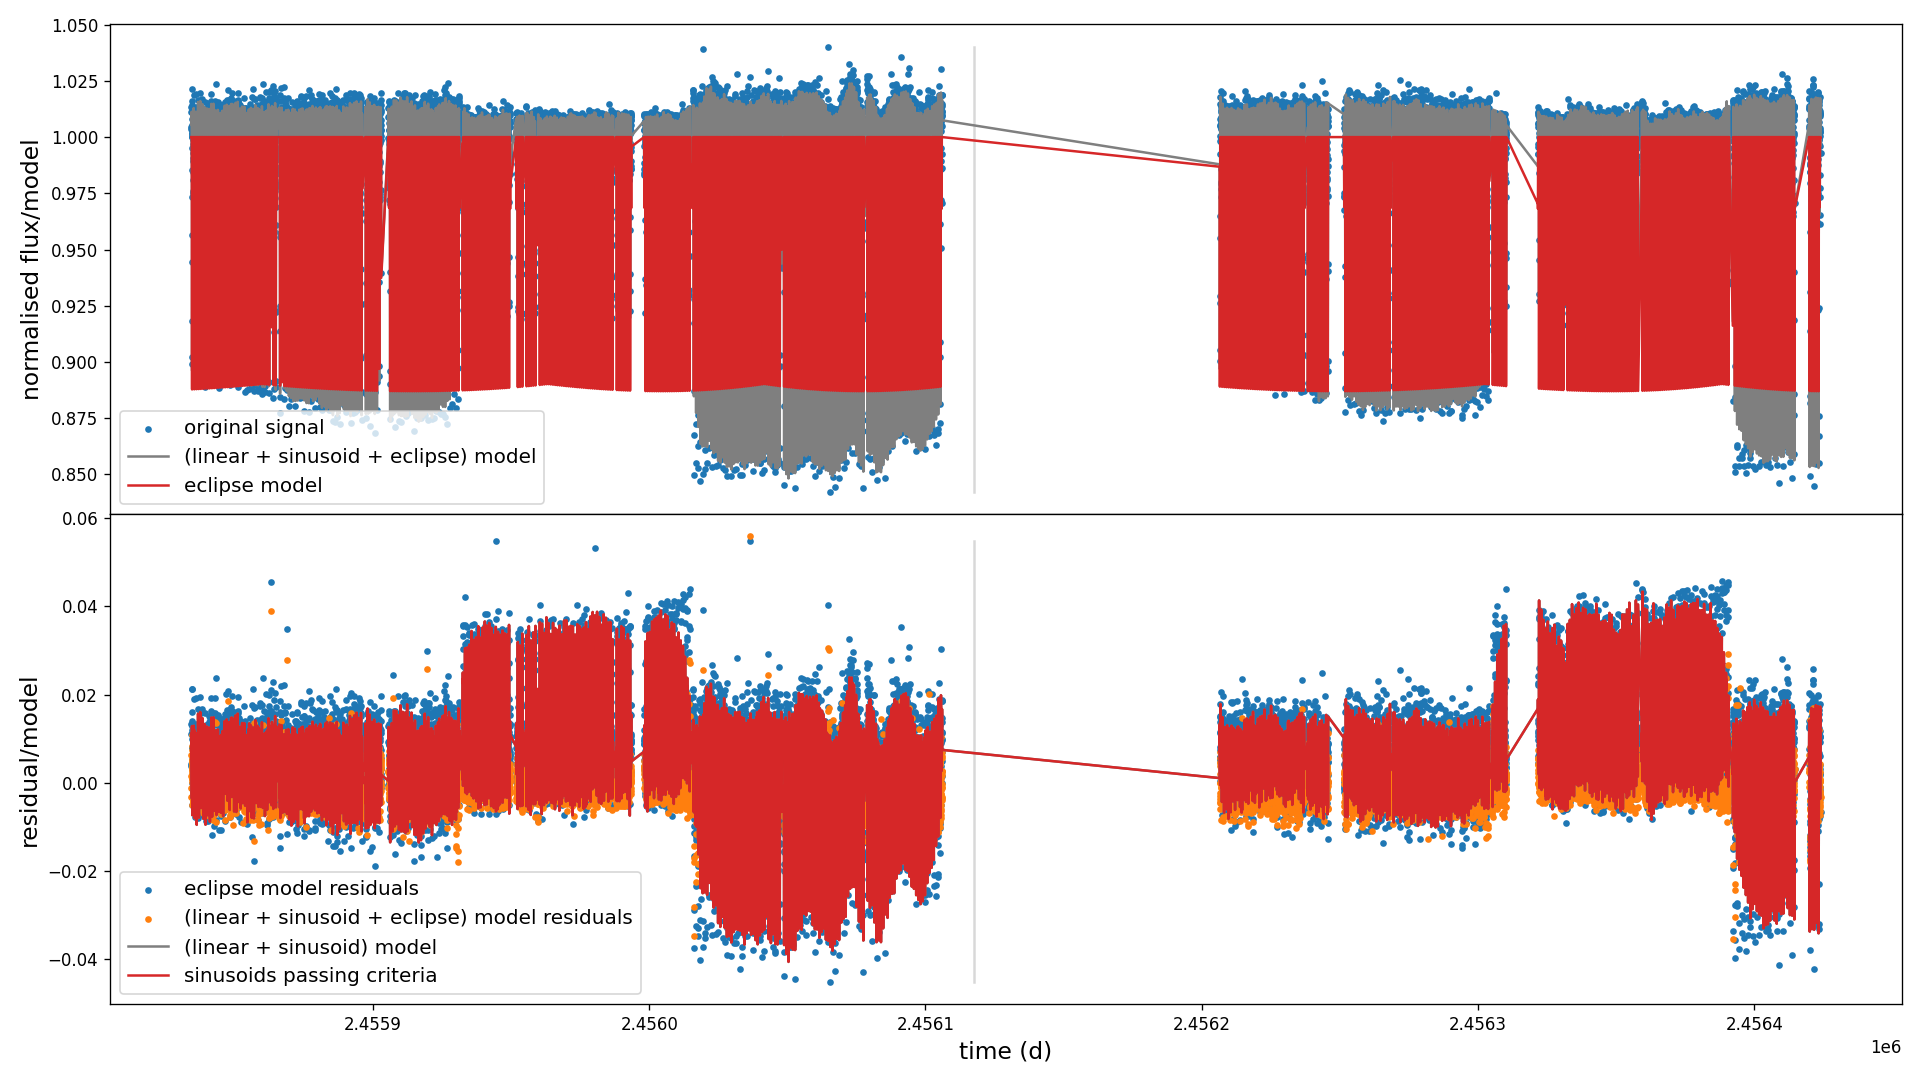 normalised flux/model
1.050
1.025
1.000
0.975
0.950
0.925
0.900
0.875
0.850
original signal
(linear + sinusoid + eclipse) model
eclipse model
residual/model
0.06
0.04
0.02
0.00
−0.02
−0.04
eclipse model residuals
(linear + sinusoid + eclipse) model residuals
(linear + sinusoid) model
sinusoids passing criteria
2.4559 2.4560 2.4561 2.4562 2.4563 2.4564
1e6
time (d)